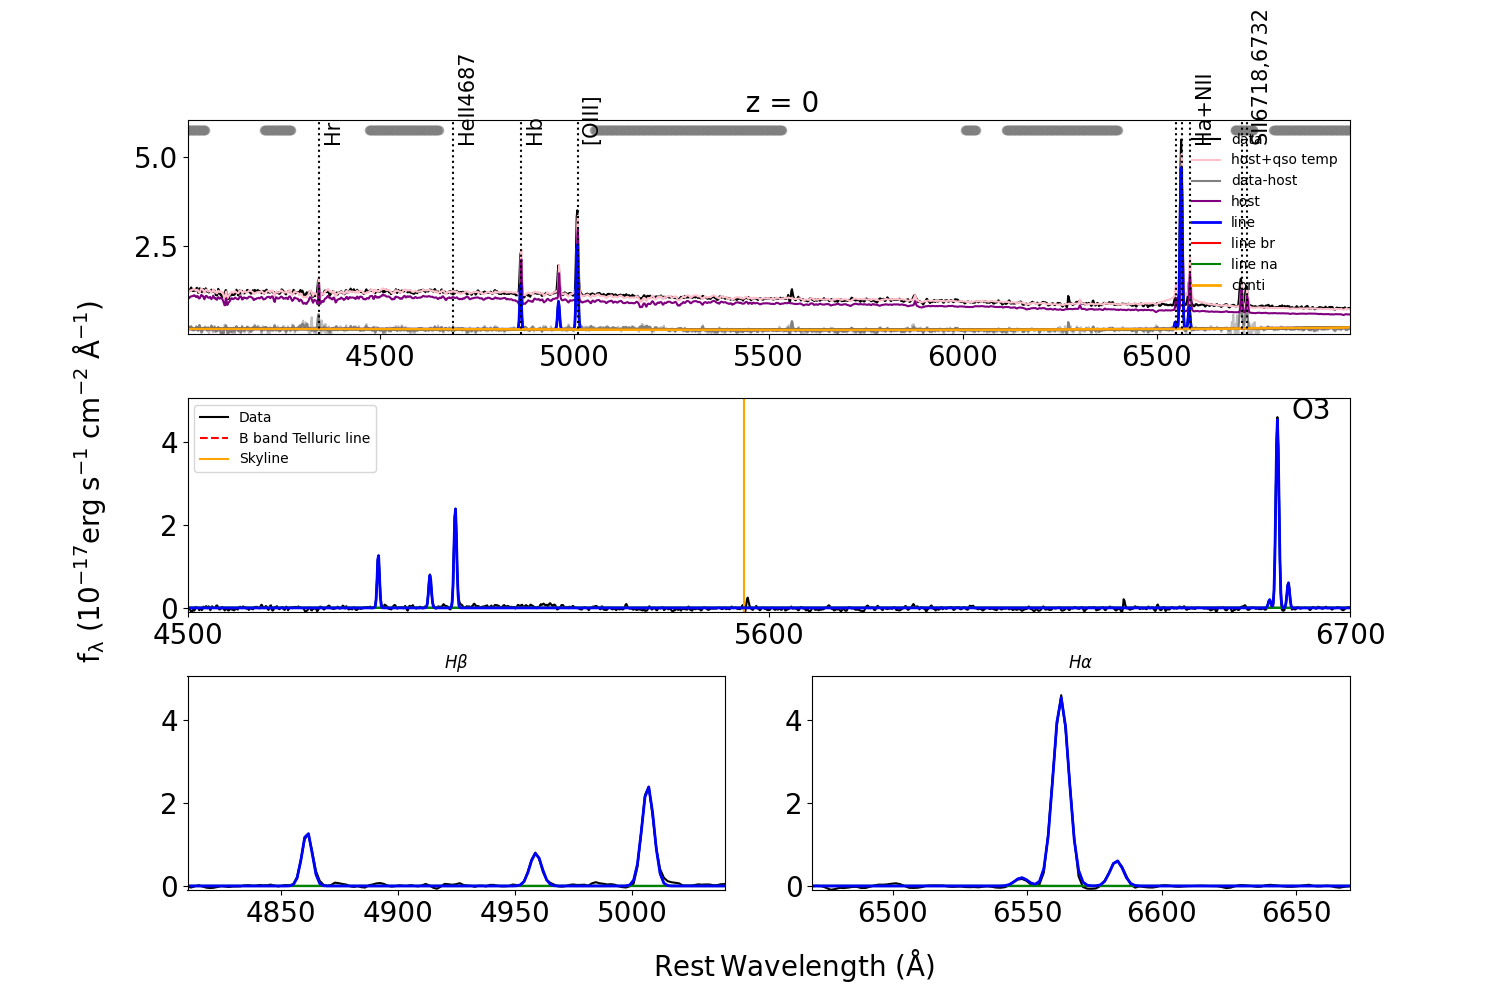 z = 0
Hr
HeII4687
Hb
[OIII]
Ha+NII
SII6718,6732
5.0
2.5
data
host+qso temp
data-host
host
line
line br
line na
conti
4500 5000 5500 6000 6500
fλ (10−17erg s−1 cm−2 Å−1)
Data
B band Telluric line
Skyline
O3
4
2
0
4500 5600 6700
Hβ
4
2
0
4850 4900 4950 5000
Hα
4
2
0
6500 6550 6600 6650
Rest Wavelength (Å)